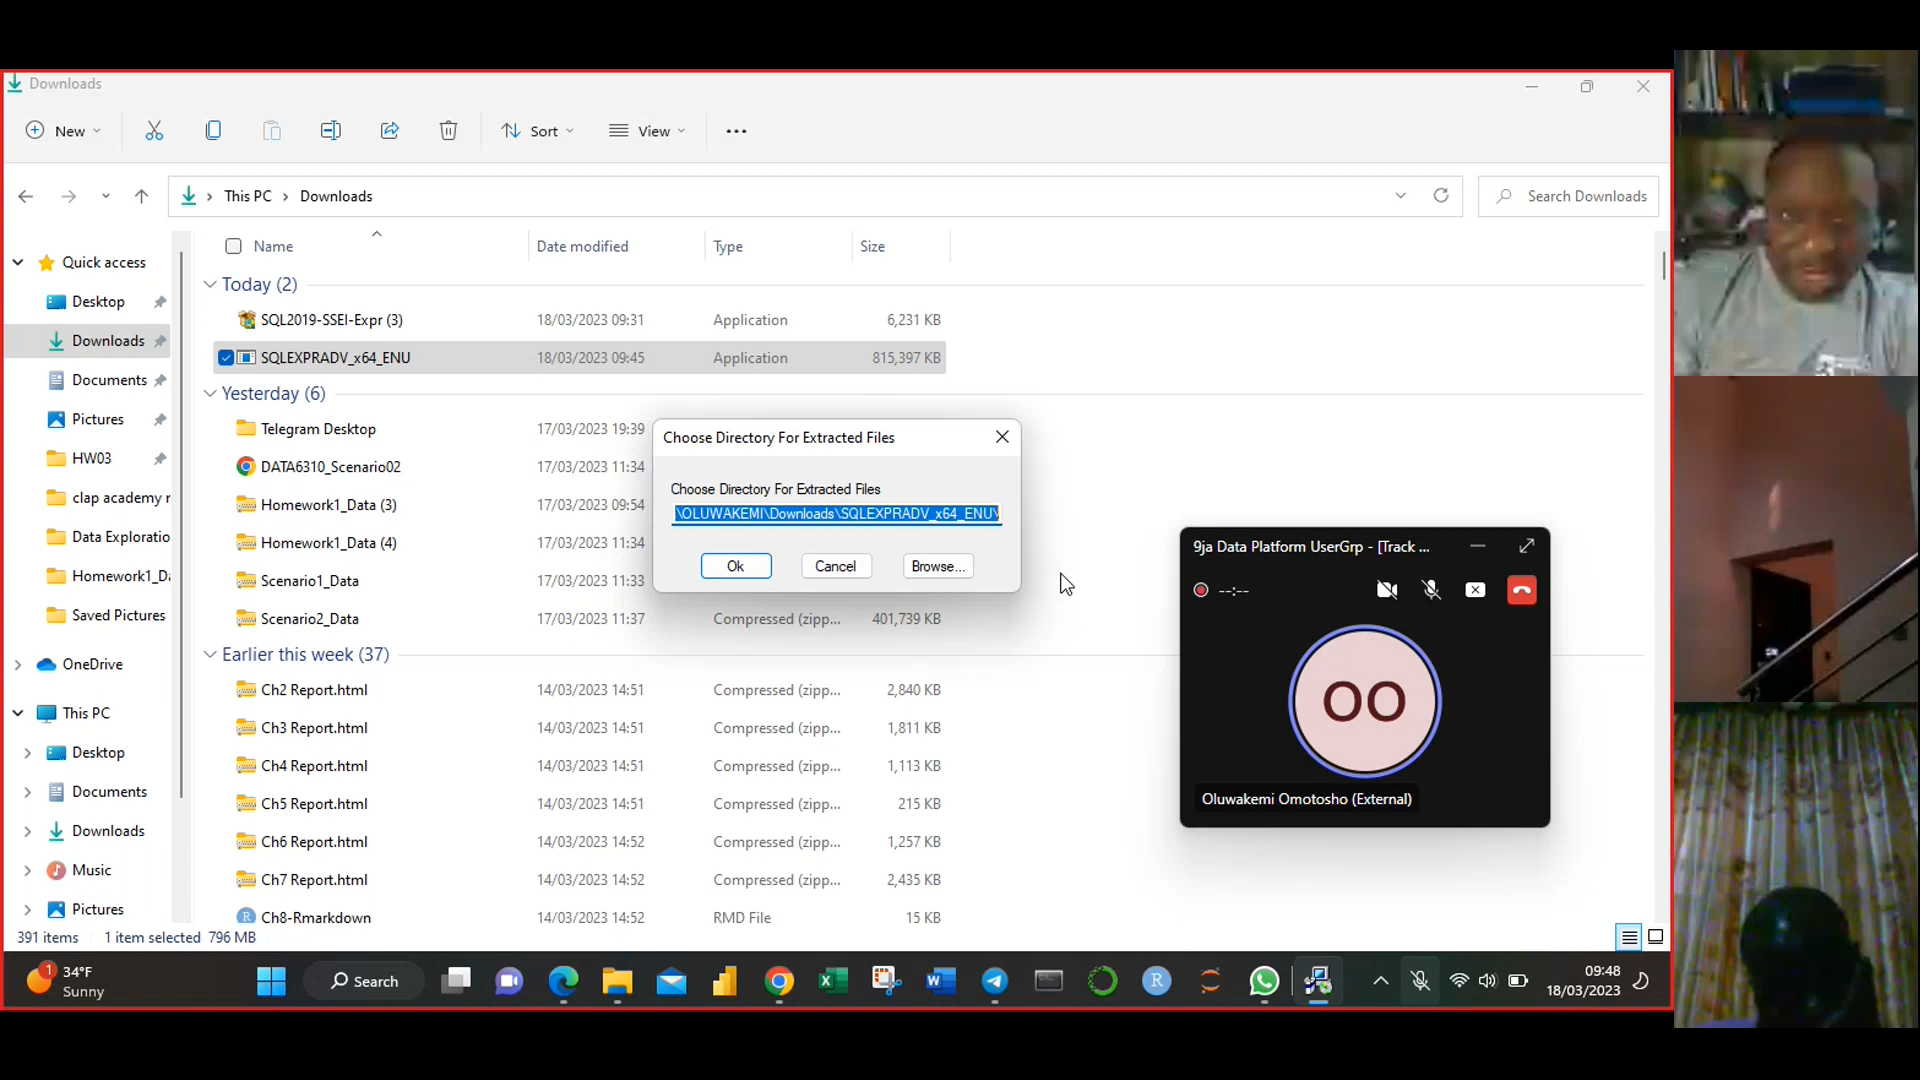 Downloads
New
Sort
View
This PC
Downloads
Search Downloads
Name
Date modified
Type
Size
Quick access
Desktop
Downloads
Documents
Pictures
HW03
clap academy r
Data Exploratio
Homework1_Da
Saved Pictures
OneDrive
This PC
Desktop
Documents
Downloads
Music
Pictures
Today (2)
SQL2019-SSEI-Expr (3) 18/03/2023 09:31 Application 6,231 KB
SQLEXPRADV_x64_ENU 18/03/2023 09:45 Application 815,397 KB
Yesterday (6)
Telegram Desktop 17/03/2023 19:39
DATA6310_Scenario02 17/03/2023 11:34
Homework1_Data (3) 17/03/2023 09:54
Homework1_Data (4) 17/03/2023 11:34
Scenario1_Data 17/03/2023 11:33
Scenario2_Data 17/03/2023 11:37 Compressed (zipp... 401,739 KB
Earlier this week (37)
Ch2 Report.html 14/03/2023 14:51 Compressed (zipp... 2,840 KB
Ch3 Report.html 14/03/2023 14:51 Compressed (zipp... 1,811 KB
Ch4 Report.html 14/03/2023 14:51 Compressed (zipp... 1,113 KB
Ch5 Report.html 14/03/2023 14:51 Compressed (zipp... 215 KB
Ch6 Report.html 14/03/2023 14:52 Compressed (zipp... 1,257 KB
Ch7 Report.html 14/03/2023 14:52 Compressed (zipp... 2,435 KB
Ch8-Rmarkdown 14/03/2023 14:52 RMD File 15 KB
Choose Directory For Extracted Files
Choose Directory For Extracted Files
\OLUWAKEMI\Downloads\SQLEXPRADV_x64_ENU\
Ok
Cancel
Browse...
9ja Data Platform UserGrp - [Track ...
--:--
OO
Oluwakemi Omotosho (External)
391 items 1 item selected 796 MB
1
34°F
Sunny
Search
09:48
18/03/2023